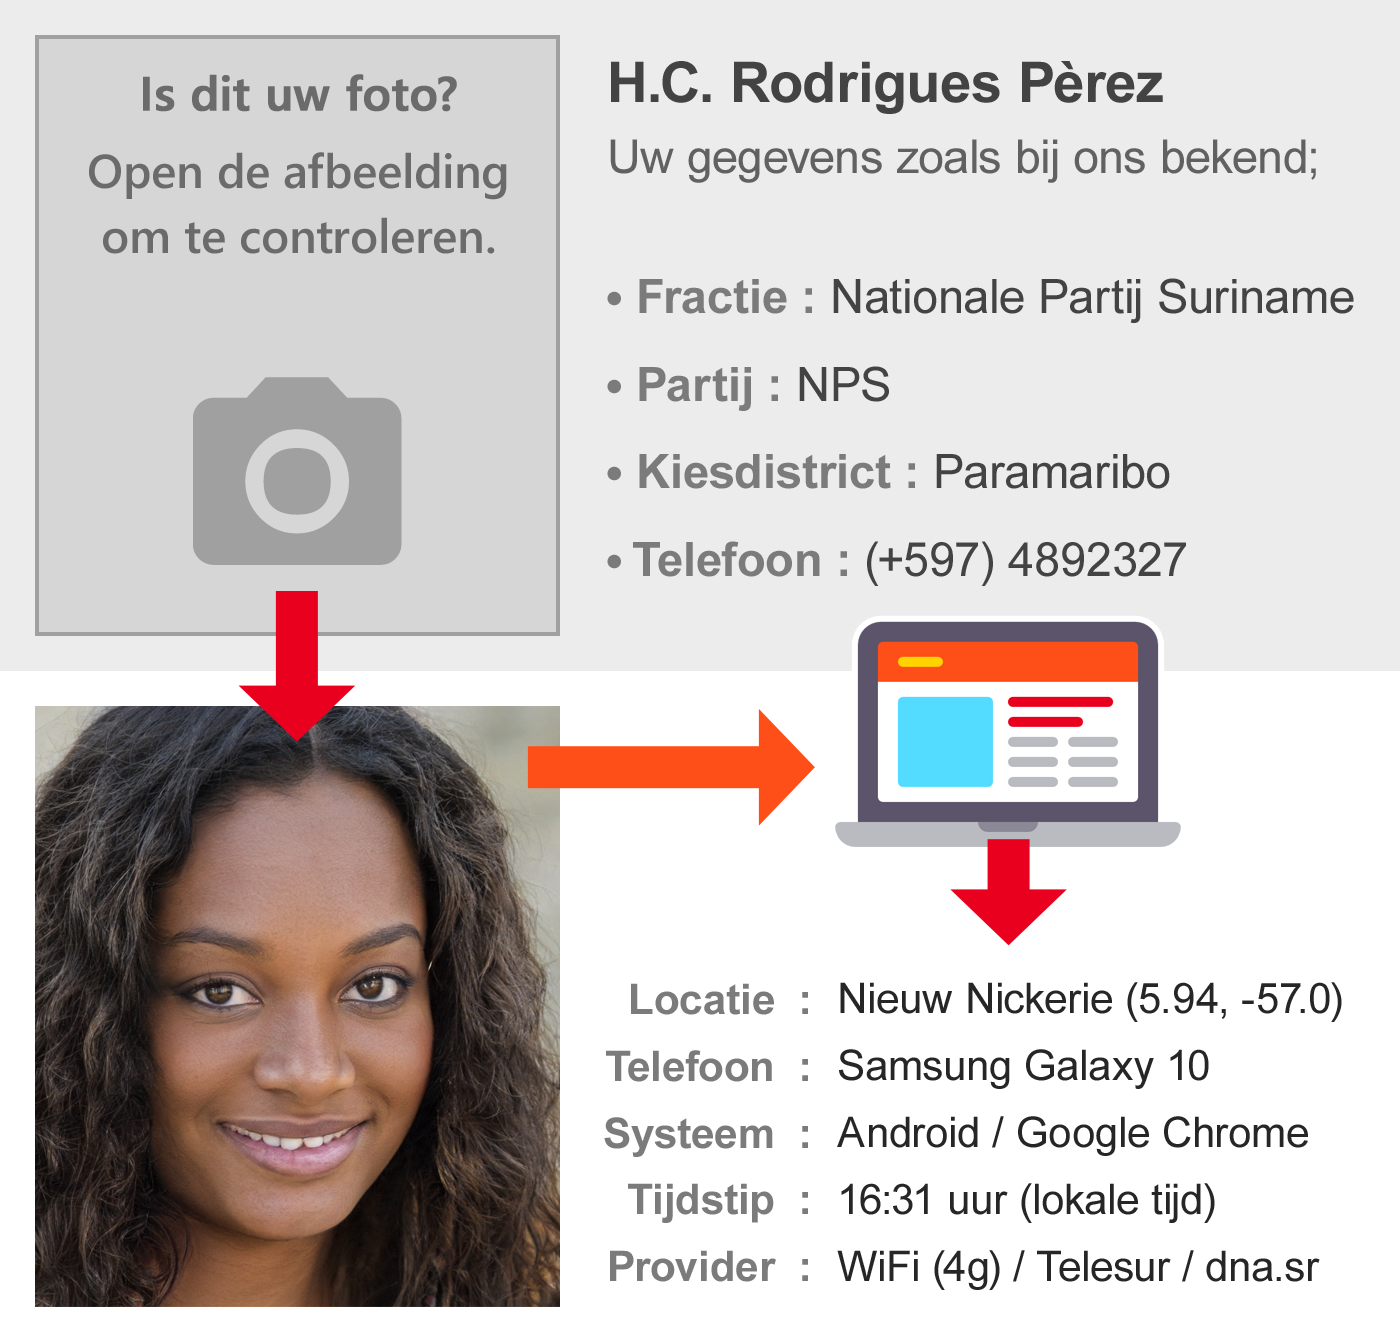 Is dit uw foto?
Open de afbeelding
om te controleren.
H.C. Rodrigues Pèrez
Uw gegevens zoals bij ons bekend;
• Fractie : Nationale Partij Suriname
• Partij : NPS
• Kiesdistrict : Paramaribo
• Telefoon : (+597) 4892327
Locatie : Nieuw Nickerie (5.94, -57.0)
Telefoon : Samsung Galaxy 10
Systeem : Android / Google Chrome
Tijdstip : 16:31 uur (lokale tijd)
Provider : WiFi (4g) / Telesur / dna.sr